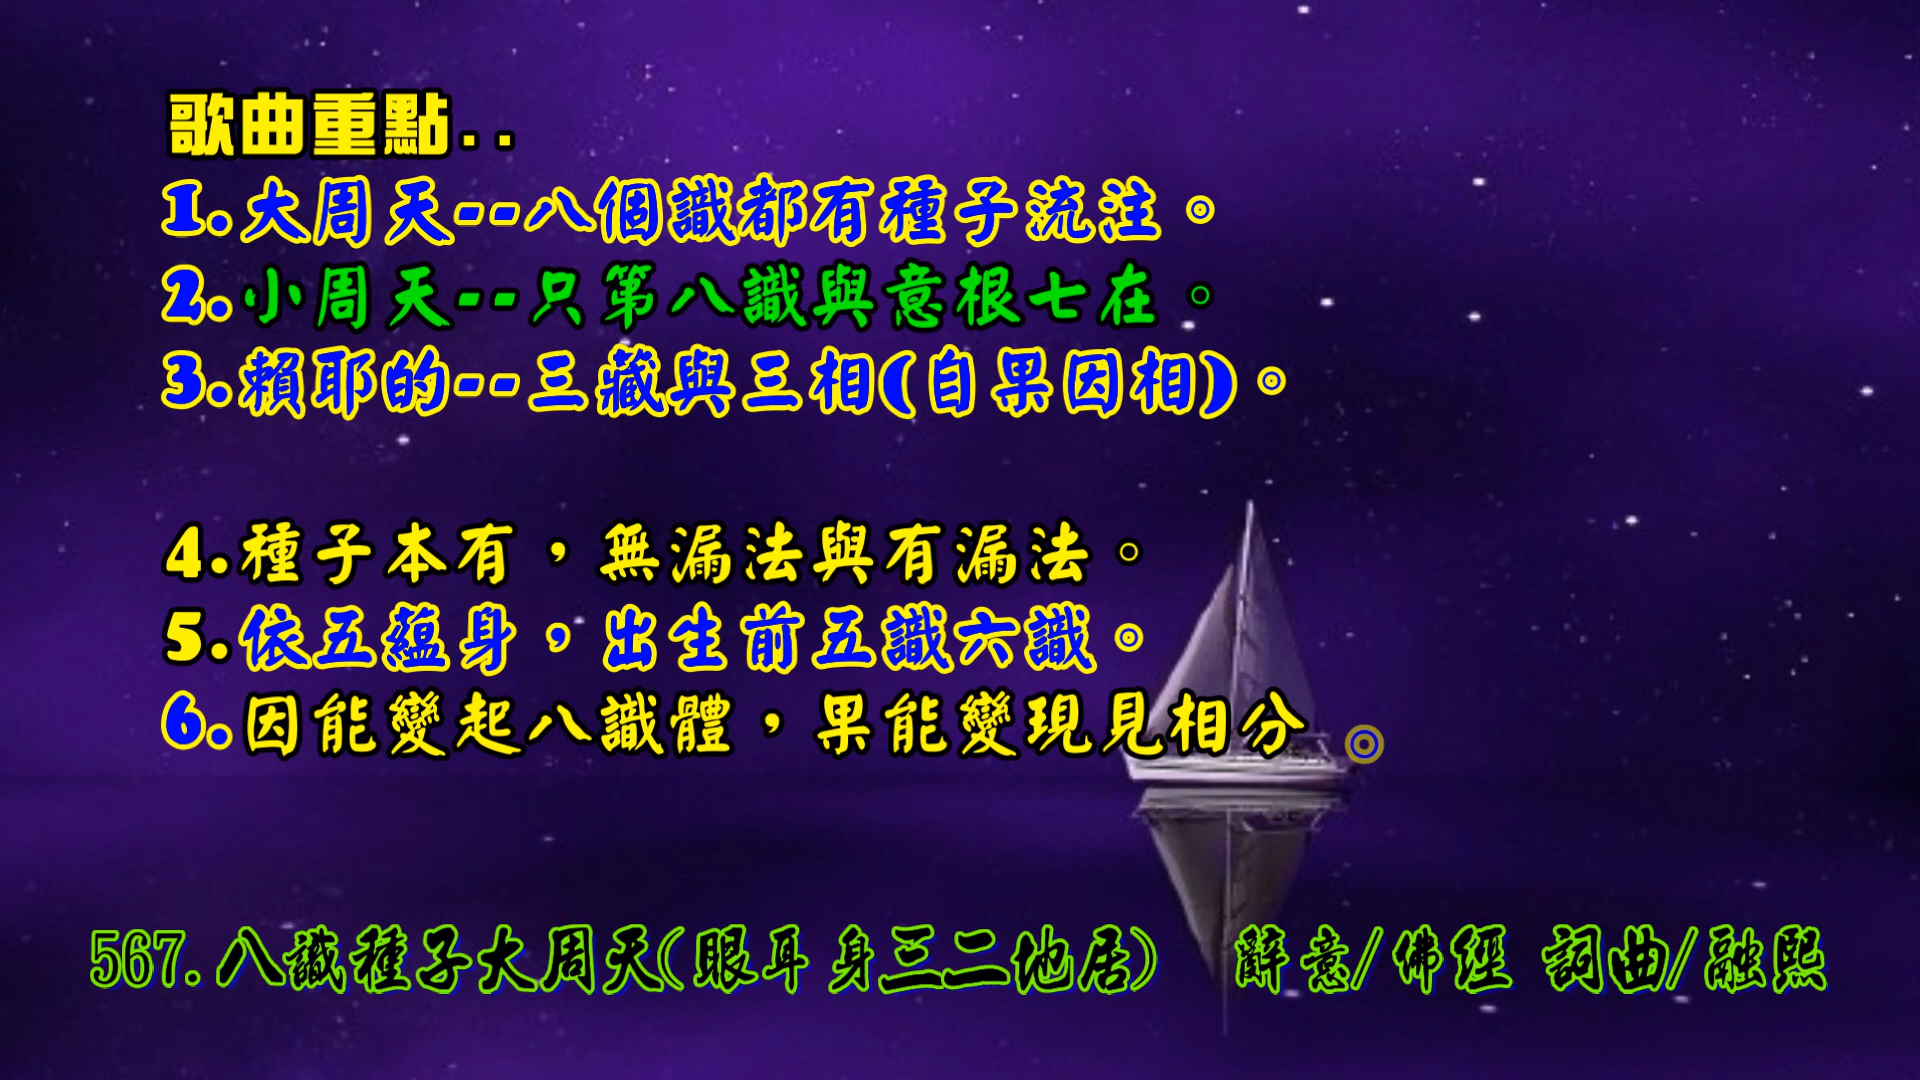 歌曲重點..
1.大周天--八個識都有種子流注。
2.小周天--只第八識與意根七在。
3.賴耶的--三藏與三相(自果因相)。
4.種子本有，無漏法與有漏法。
5.依五蘊身，出生前五識六識。
6.因能變起八識體，果能變現見相分。
567.八識種子大周天(眼耳身三二地居) 辭意/佛經 詞曲/融熙